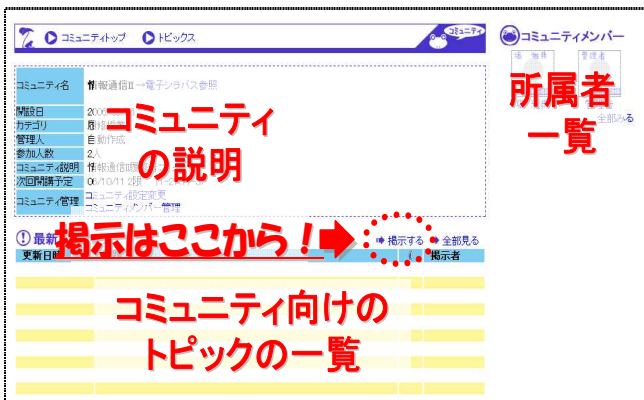 コミュニティトップ トピックス
コミュニティ
コミュニティメンバー
管理者
全部みる
所属者
一覧
コミュニティ名 情報通信II→電子シラバス参照
開設日
カテゴリ
管理人 自動作成
参加人数 2人
コミュニティ説明
次回開講予定
コミュニティ管理 コミュニティ設定変更
コミュニティメンバー管理
コミュニティ
の説明
最新
掲示はここから!
掲示する 全部見る
更新日時 掲示者
コミュニティ向けの
トピックの一覧